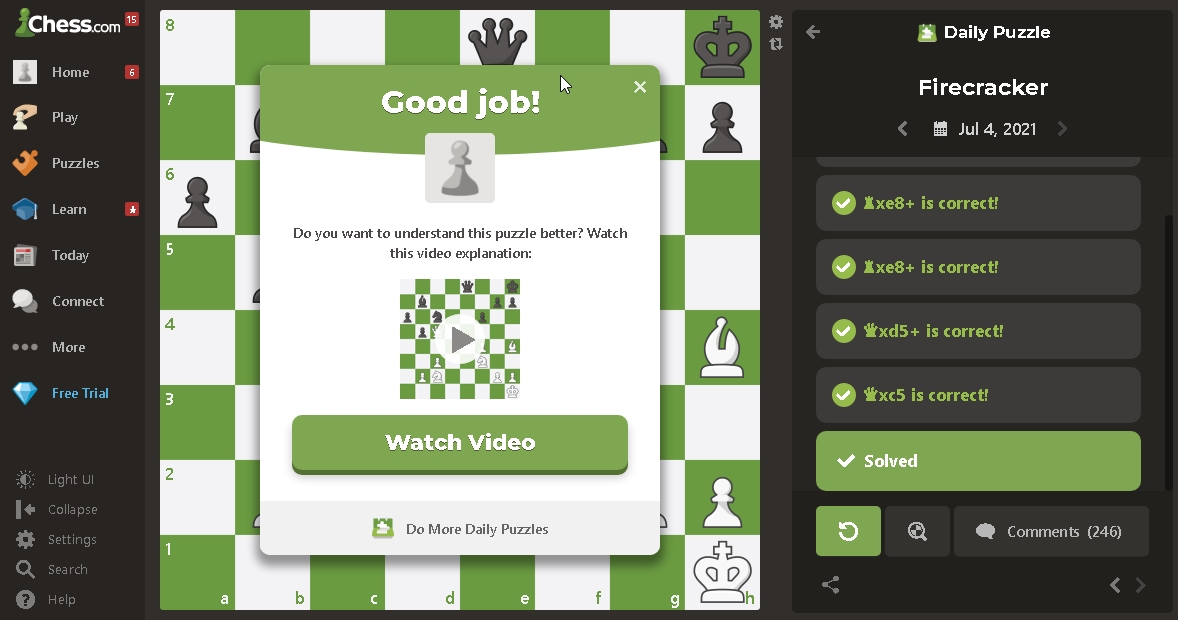 Chess.com
15
Home
6
Play
Puzzles
Learn
Today
Connect
More
Free Trial
Light UI
Collapse
Settings
Search
Help
8
7
6
5
4
3
2
1
a
b
c
d
e
f
g
h
Good job!
Do you want to understand this puzzle better? Watch
this video explanation:
Watch Video
Do More Daily Puzzles
Daily Puzzle
Firecracker
Jul 4, 2021
♜xe8+ is correct!
♜xe8+ is correct!
♛xd5+ is correct!
♛xc5 is correct!
Solved
Comments (246)